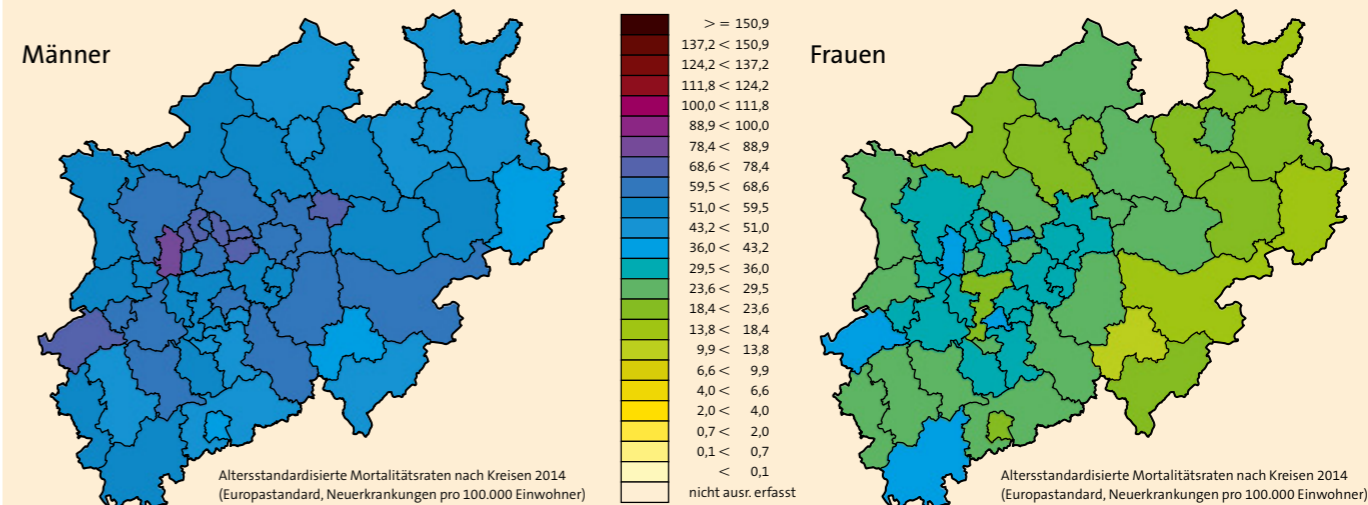 Männer
> = 150,9
137,2 < 150,9
124,2 < 137,2
111,8 < 124,2
100,0 < 111,8
88,9 < 100,0
78,4 < 88,9
68,6 < 78,4
59,5 < 68,6
51,0 < 59,5
43,2 < 51,0
36,0 < 43,2
29,5 < 36,0
23,6 < 29,5
18,4 < 23,6
13,8 < 18,4
9,9 < 13,8
6,6 < 9,9
4,0 < 6,6
2,0 < 4,0
0,7 < 2,0
0,1 < 0,7
< 0,1
nicht ausr. erfasst
Frauen
Altersstandardisierte Mortalitätsraten nach Kreisen 2014
(Europastandard, Neuerkrankungen pro 100.000 Einwohner)
Altersstandardisierte Mortalitätsraten nach Kreisen 2014
(Europastandard, Neuerkrankungen pro 100.000 Einwohner)